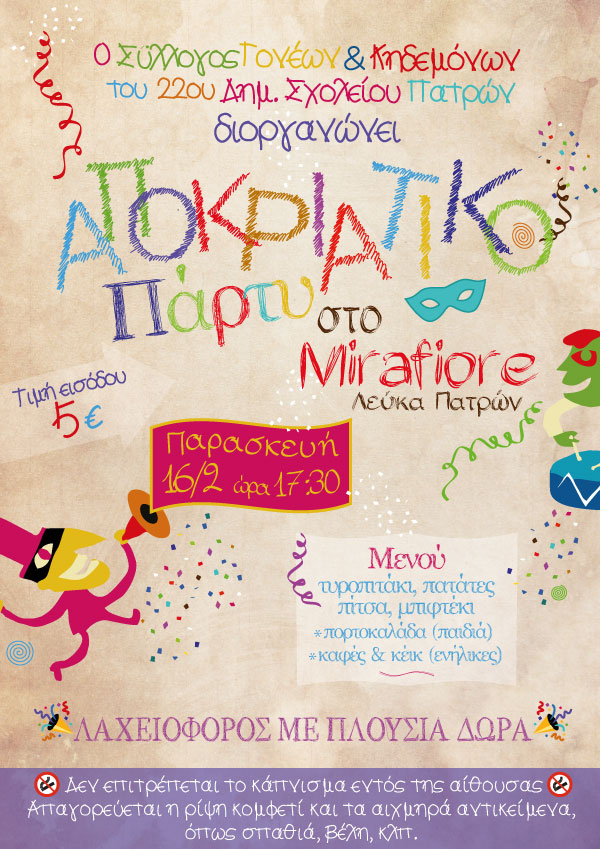 Ο Σύλλογος Γονέων & Κηδεμόνων
του 22ου Δημ. Σχολείου Πατρών
διοργανώνει
ΑΠΟΚΡΙΑΤΙΚΟ
Πάρτυ στο
Mirafiore
Λεύκα Πατρών
Τιμή εισόδου
5 €
Παρασκευή
16/2 ώρα 17:30
Μενού
τυροπιτάκι, πατάτες
πίτσα, μπιφτέκι
*πορτοκαλάδα (παιδιά)
*καφές & κέικ (ενήλικες)
ΛΑΧΕΙΟΦΟΡΟΣ ΜΕ ΠΛΟΥΣΙΑ ΔΩΡΑ
Δεν επιτρέπεται το κάπνισμα εντός της αίθουσας
Απαγορεύεται η ρίψη κομφετί και τα αιχμηρά αντικείμενα,
όπως σπαθιά, βέλη, κλπ.